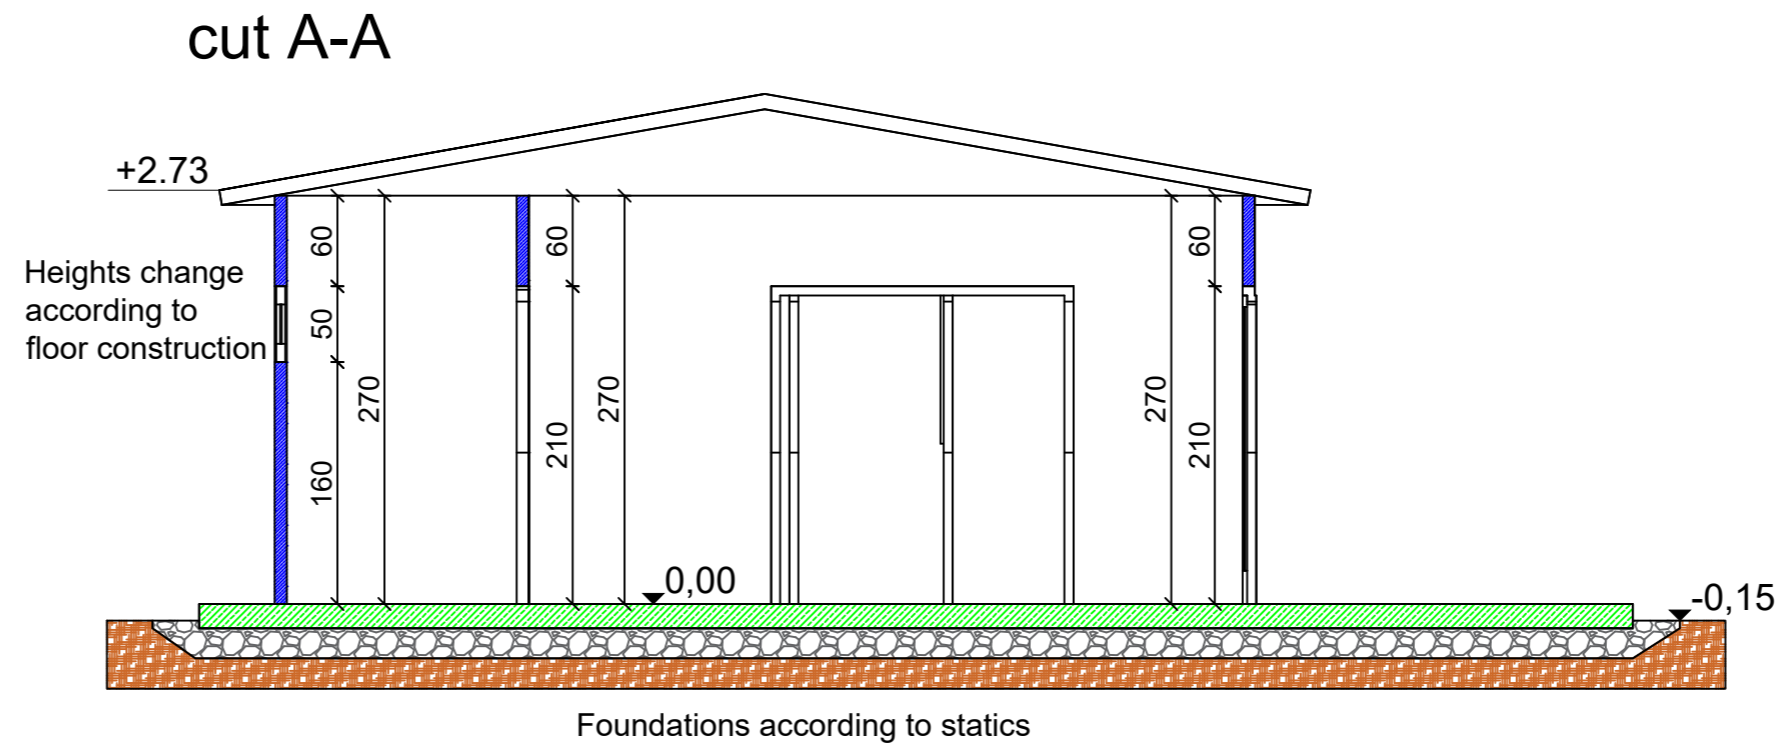 cut A-A
+2.73
Heights change
according to
floor construction
60
50
160
270
60
210
270
270
60
210
0,00
-0,15
Foundations according to statics